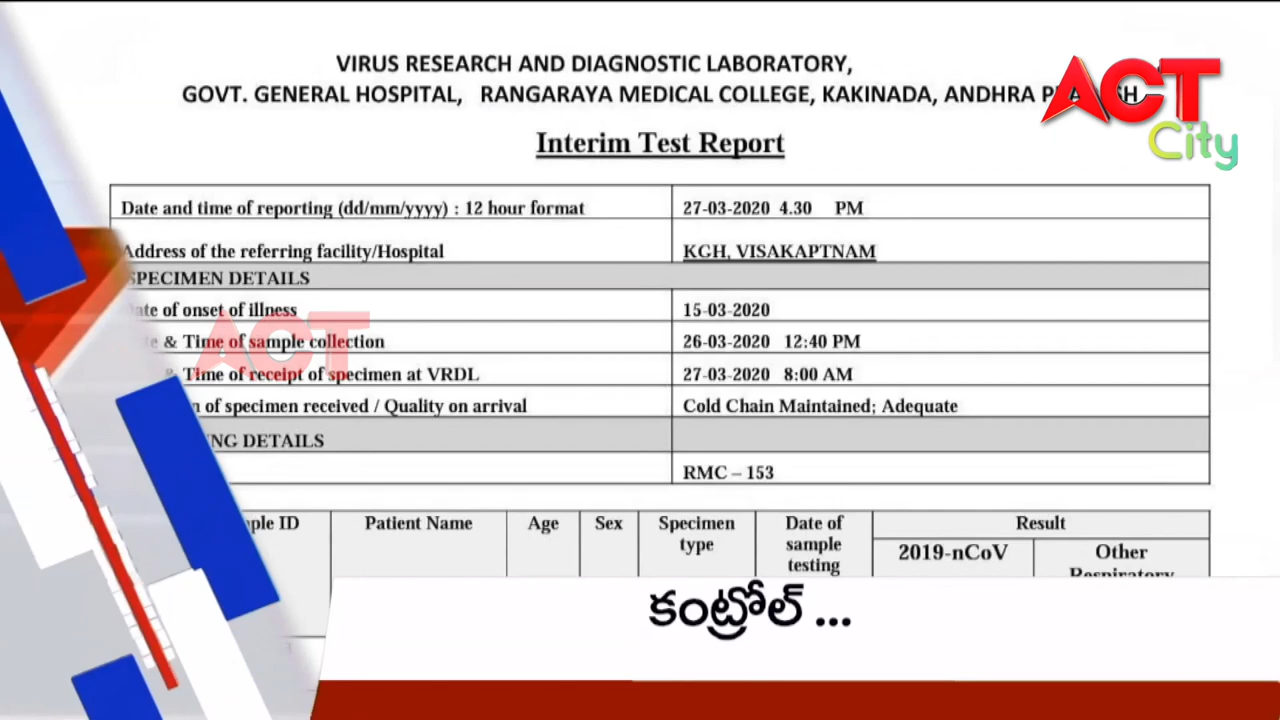 VIRUS RESEARCH AND DIAGNOSTIC LABORATORY,
GOVT. GENERAL HOSPITAL, RANGARAYA MEDICAL COLLEGE, KAKINADA, ANDHRA
ACT
City
Interim Test Report
Date and time of reporting (dd/mm/yyyy) : 12 hour format 27-03-2020 4.30 PM
Address of the referring facility/Hospital KGH, VISAKAPTNAM
SPECIMEN DETAILS
of onset of illness 15-03-2020
ACT
& Time of sample collection 26-03-2020 12:40 PM
& Time of receipt of specimen at VRDL 27-03-2020 8:00 AM
of specimen received / Quality on arrival Cold Chain Maintained; Adequate
DETAILS
RMC – 153
ID Patient Name Age Sex Specimen type Date of sample testing Result
2019-nCoV Other Respiratory
కంట్రోల్ ...